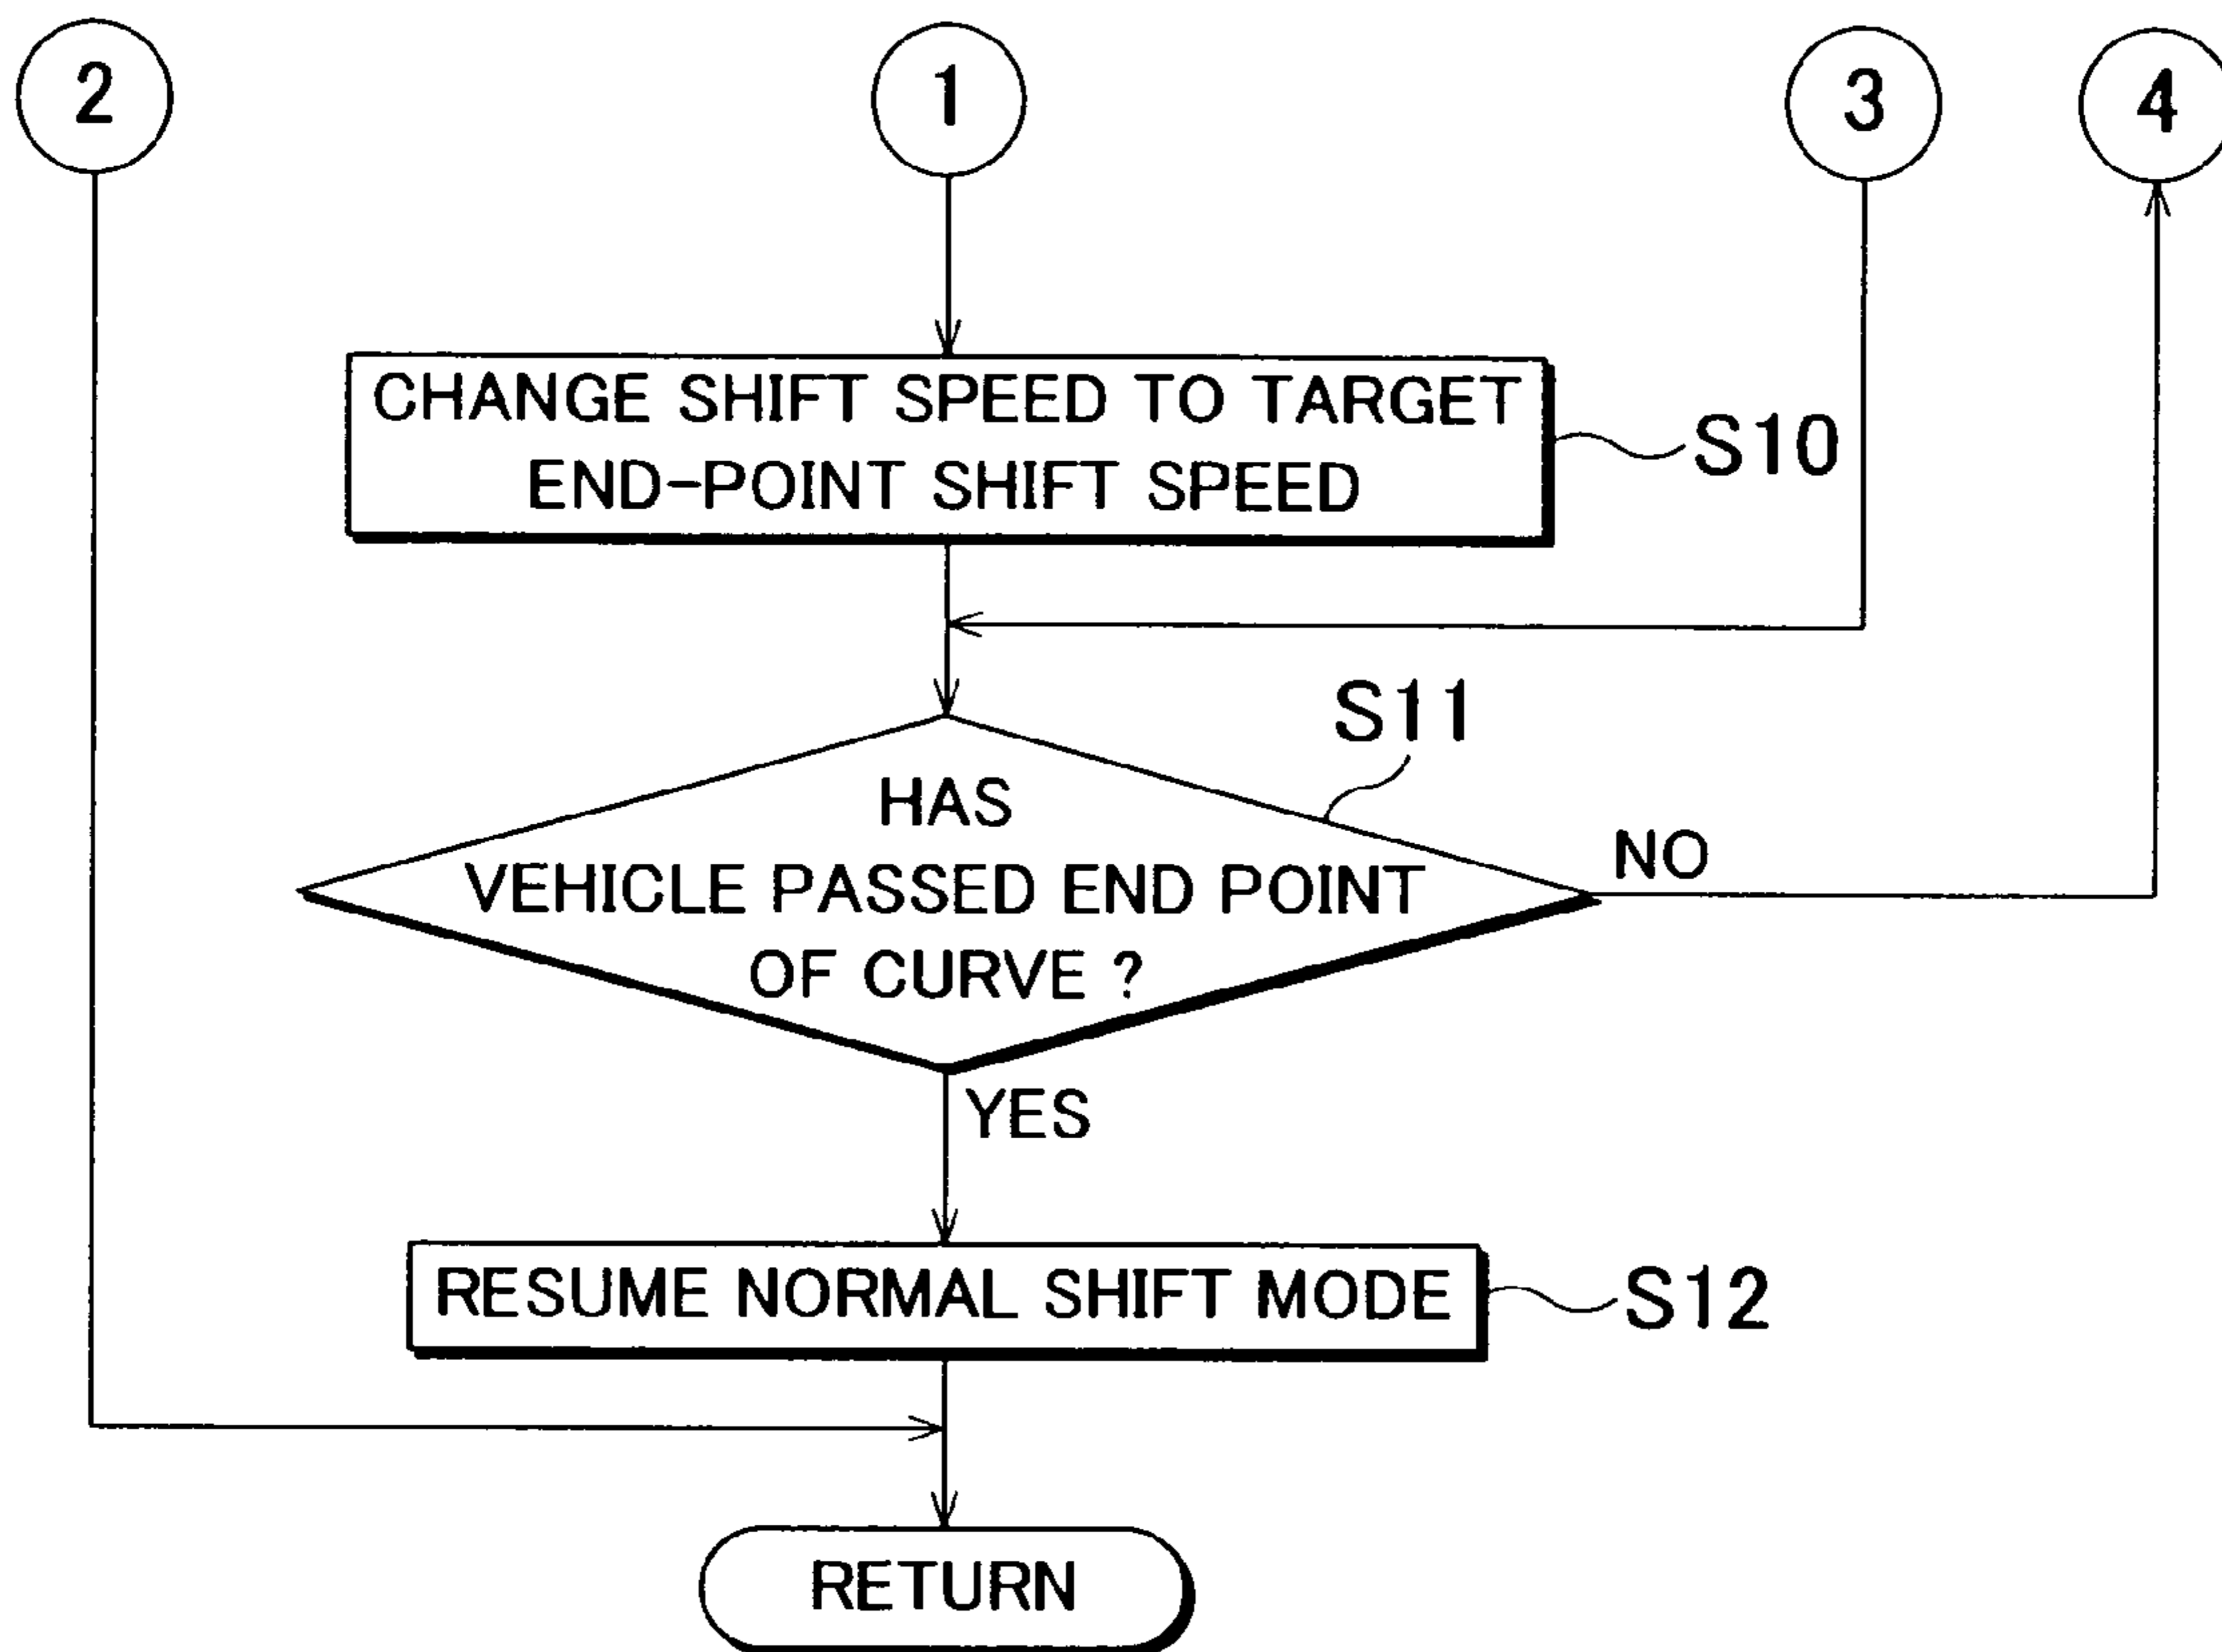 2
1
3
4
CHANGE SHIFT SPEED TO TARGET
END-POINT SHIFT SPEED
S10
S11
HAS
VEHICLE PASSED END POINT
OF CURVE ?
NO
YES
RESUME NORMAL SHIFT MODE
S12
RETURN